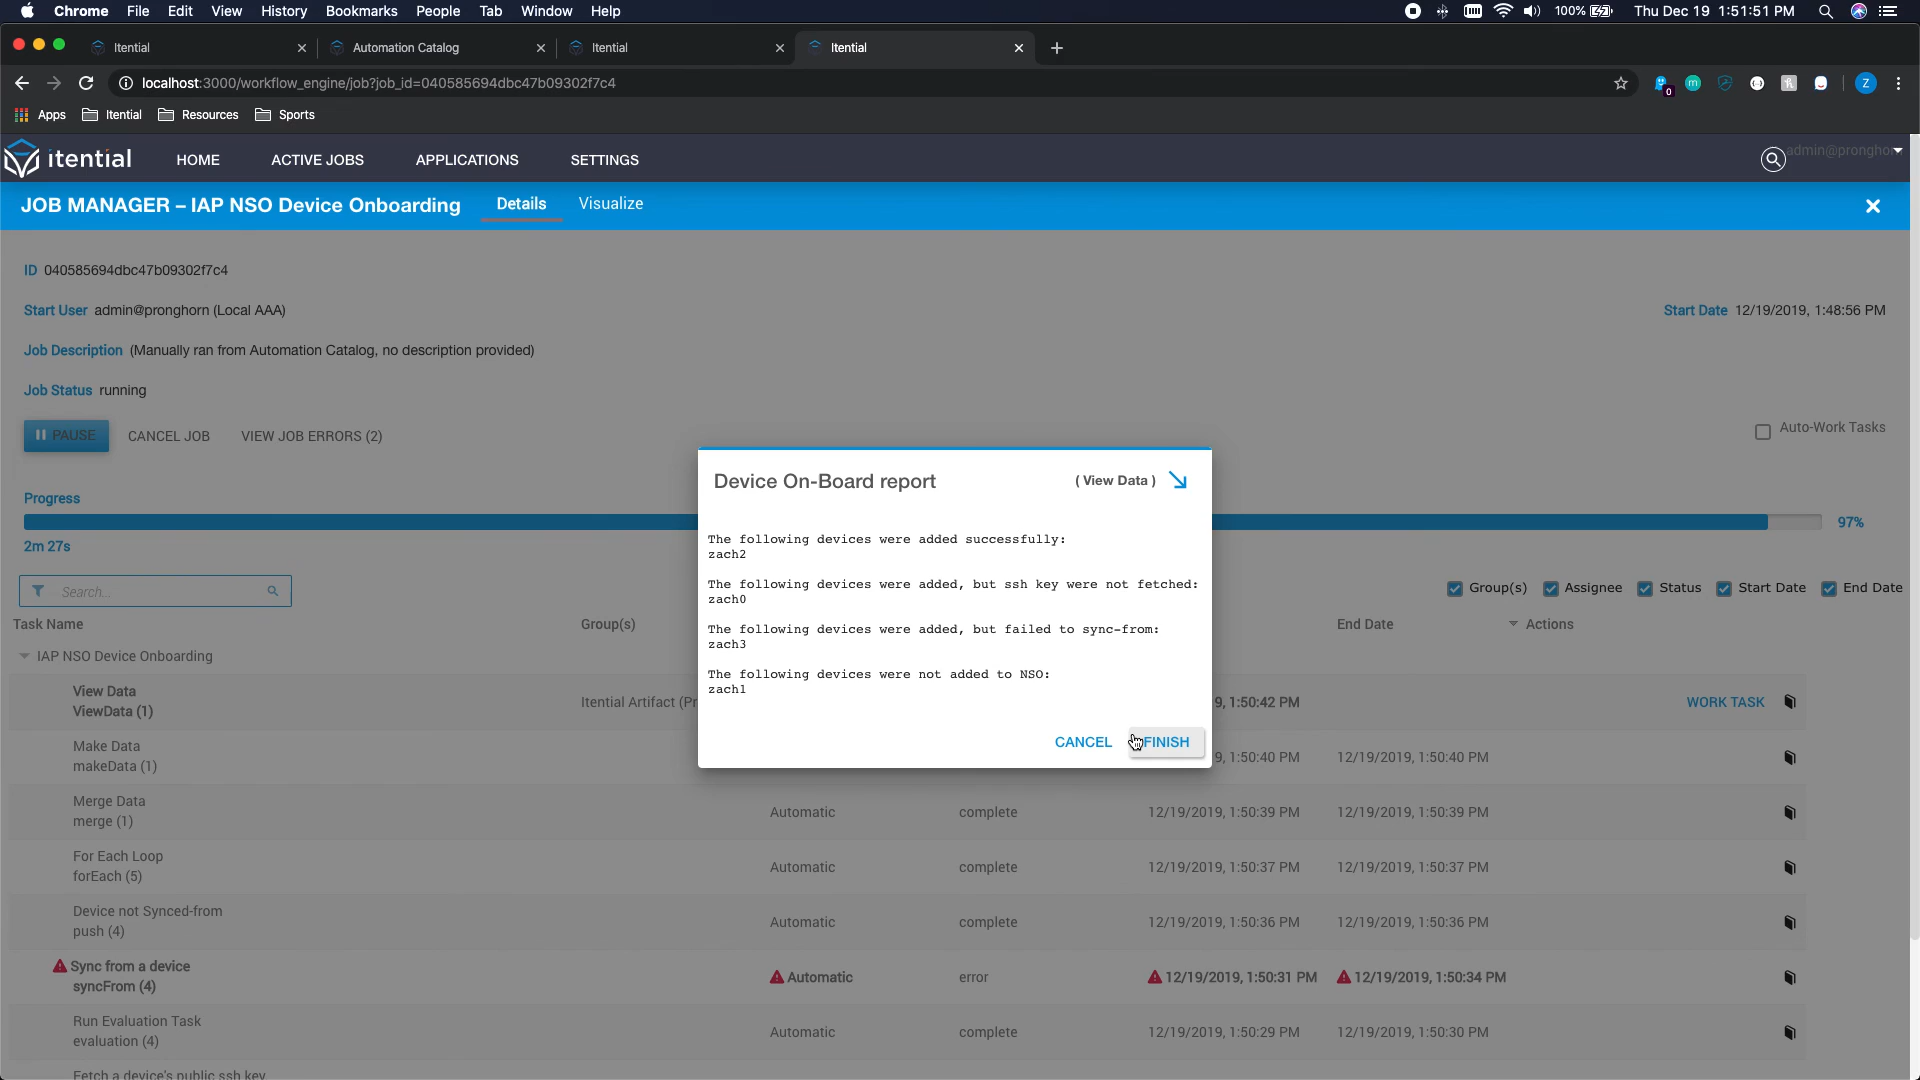 Chrome File Edit View History Bookmarks People Tab Window Help 100% Thu Dec 19 1:51:51 PM
Itential Automation Catalog Itential Itential
localhost:3000/workflow_engine/job?job_id=040585694dbc47b09302f7c4
Apps Itential Resources Sports
itential HOME ACTIVE JOBS APPLICATIONS SETTINGS
JOB MANAGER – IAP NSO Device Onboarding Details Visualize
ID 040585694dbc47b09302f7c4
Start User admin@pronghorn (Local AAA) Start Date 12/19/2019, 1:48:56 PM
Job Description (Manually ran from Automation Catalog, no description provided)
Job Status running
PAUSE CANCEL JOB VIEW JOB ERRORS (2) Auto-Work Tasks
Device On-Board report ( View Data )
Progress
97%
2m 27s
The following devices were added successfully:
zach2
The following devices were added, but ssh key were not fetched:
zach0
The following devices were added, but failed to sync-from:
zach3
The following devices were not added to NSO:
zach1
CANCEL FINISH
Search... Group(s) Assignee Status Start Date End Date
Task Name Group(s) End Date Actions
IAP NSO Device Onboarding
View Data
ViewData (1) Itential Artifact 9, 1:50:42 PM WORK TASK
Make Data
makeData (1) 9, 1:50:40 PM 12/19/2019, 1:50:40 PM
Merge Data
merge (1) Automatic complete 12/19/2019, 1:50:39 PM 12/19/2019, 1:50:39 PM
For Each Loop
forEach (5) Automatic complete 12/19/2019, 1:50:37 PM 12/19/2019, 1:50:37 PM
Device not Synced-from
push (4) Automatic complete 12/19/2019, 1:50:36 PM 12/19/2019, 1:50:36 PM
Sync from a device
syncFrom (4) Automatic error 12/19/2019, 1:50:31 PM 12/19/2019, 1:50:34 PM
Run Evaluation Task
evaluation (4) Automatic complete 12/19/2019, 1:50:29 PM 12/19/2019, 1:50:30 PM
Fetch a device's public ssh key